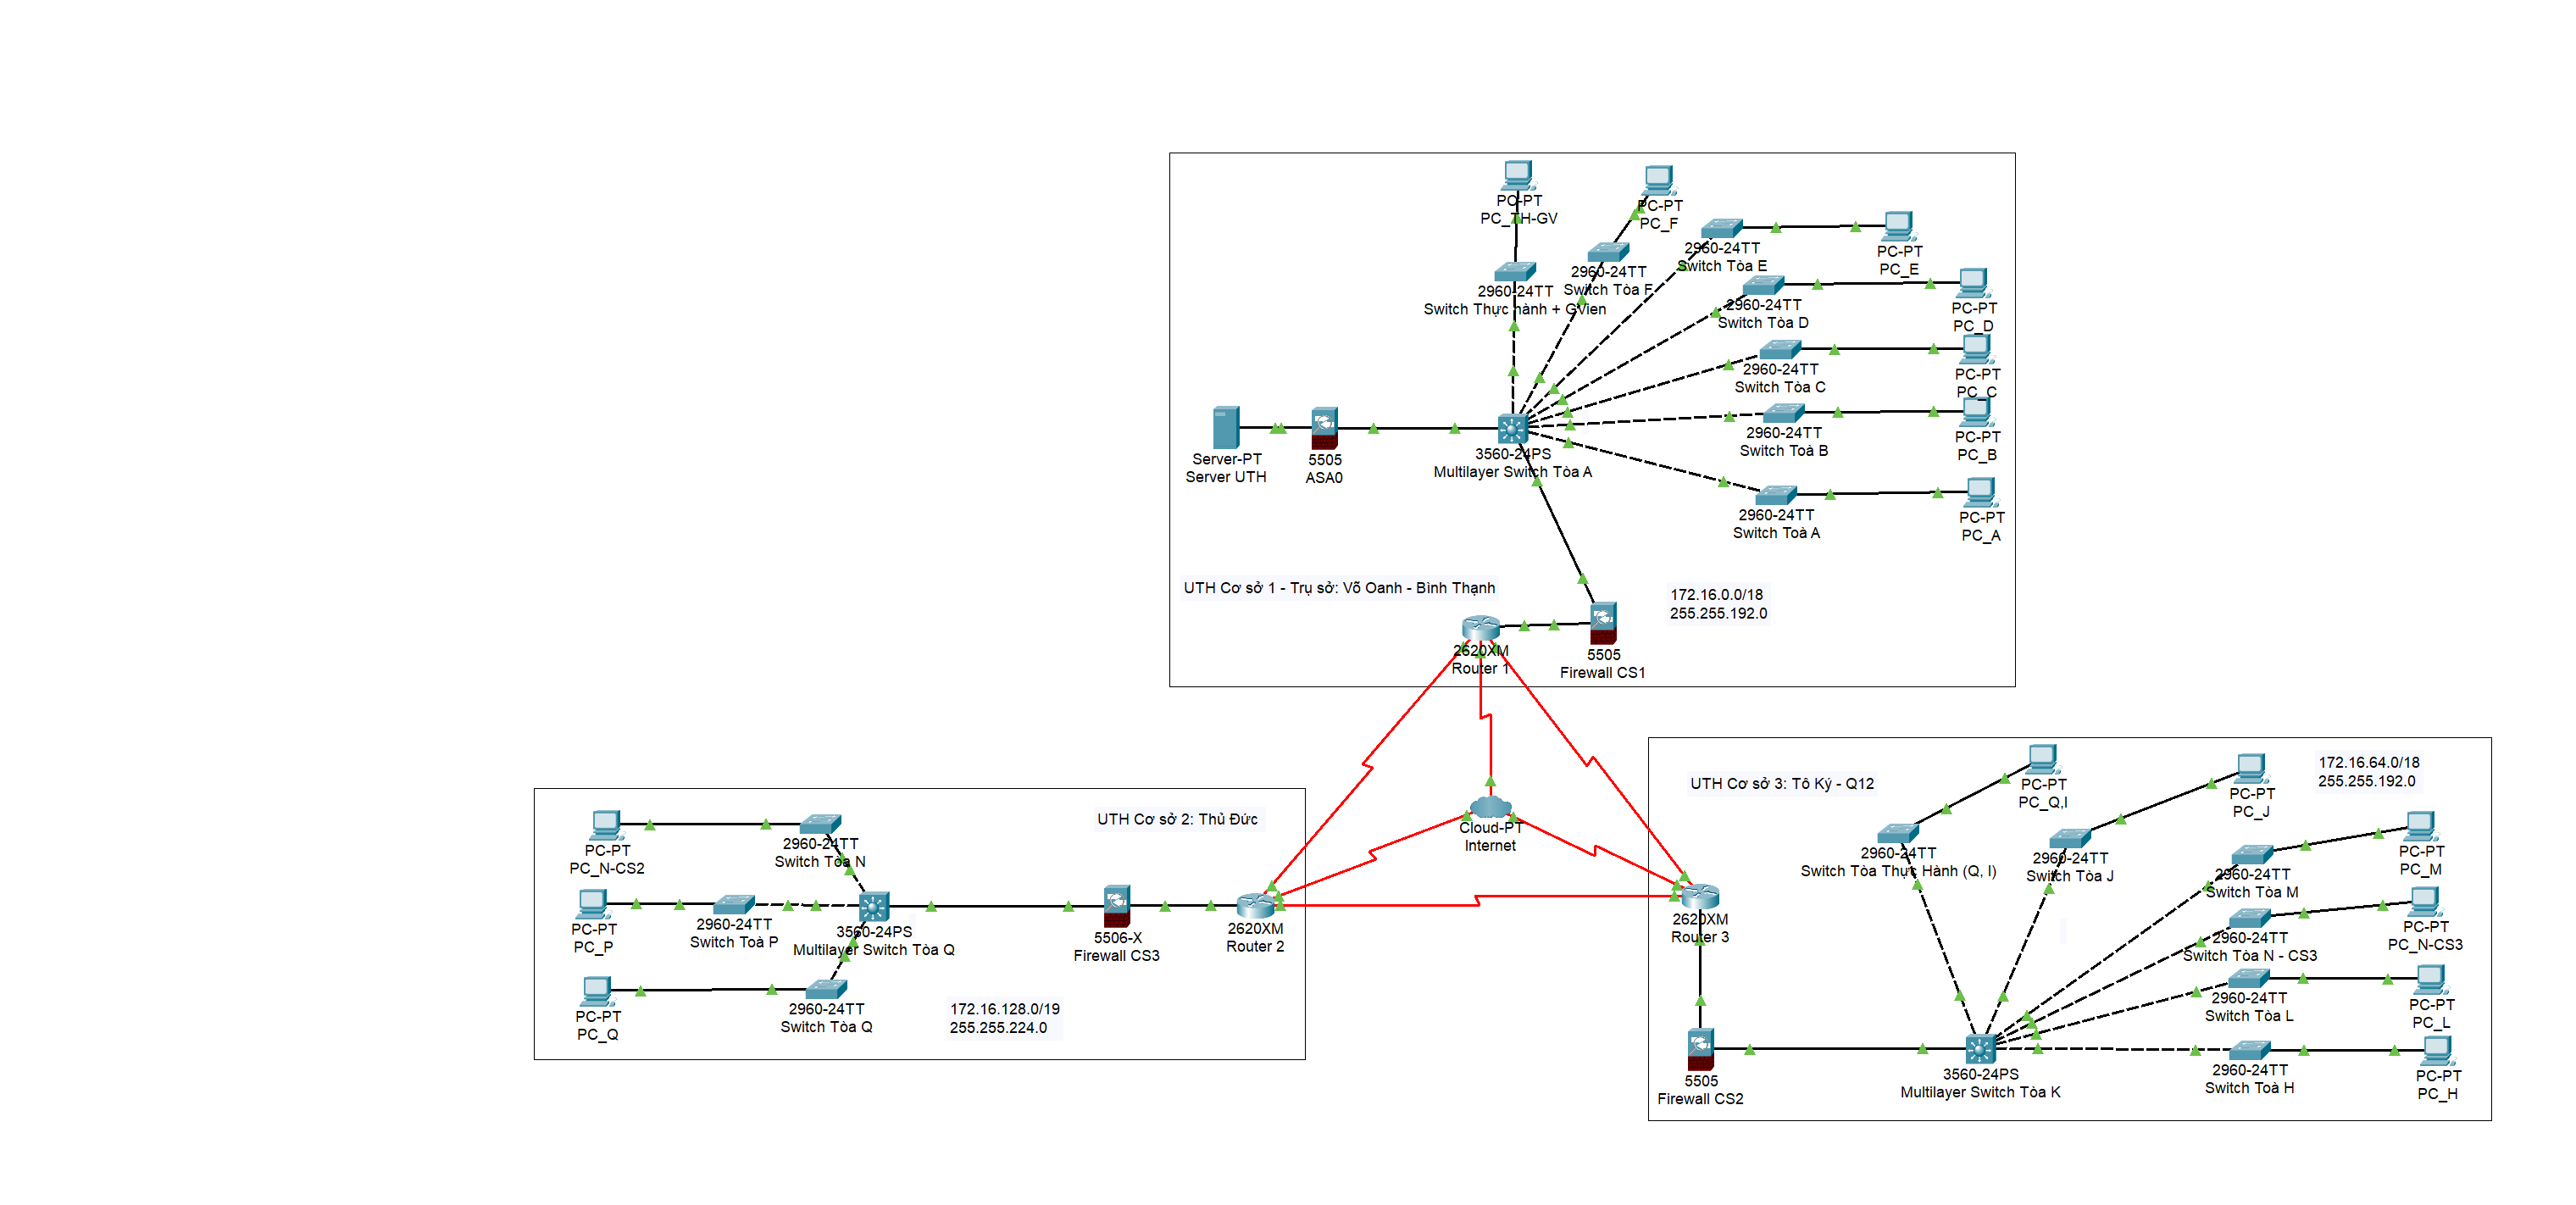 PC-PT
PC_TH-GV
PC-PT
PC_F
2960-24TT
Switch Tòa E
PC-PT
PC_E
2960-24TT
Switch Tòa F
2960-24TT
Switch Thực hành + GVien
2960-24TT
Switch Tòa D
PC-PT
PC_D
2960-24TT
Switch Tòa C
PC-PT
PC_C
2960-24TT
Switch Toà B
PC-PT
PC_B
Server-PT
Server UTH
5505
ASA0
3560-24PS
Multilayer Switch Tòa A
2960-24TT
Switch Toà A
PC-PT
PC_A
UTH Cơ sở 1 - Trụ sở: Võ Oanh - Bình Thạnh
172.16.0.0/18
255.255.192.0
2620XM
Router 1
5505
Firewall CS1
UTH Cơ sở 2: Thủ Đức
PC-PT
PC_N-CS2
2960-24TT
Switch Tòa N
PC-PT
PC_P
2960-24TT
Switch Toà P
3560-24PS
Multilayer Switch Tòa Q
5506-X
Firewall CS3
2620XM
Router 2
PC-PT
PC_Q
2960-24TT
Switch Tòa Q
172.16.128.0/19
255.255.224.0
Cloud-PT
Internet
UTH Cơ sở 3: Tô Ký - Q12
172.16.64.0/18
255.255.192.0
PC-PT
PC_Q,I
PC-PT
PC_J
2960-24TT
Switch Tòa Thực Hành (Q, I)
2960-24TT
Switch Tòa J
2960-24TT
Switch Tòa M
PC-PT
PC_M
2620XM
Router 3
2960-24TT
Switch Tòa N - CS3
PC-PT
PC_N-CS3
2960-24TT
Switch Tòa L
PC-PT
PC_L
5505
Firewall CS2
3560-24PS
Multilayer Switch Tòa K
2960-24TT
Switch Toà H
PC-PT
PC_H